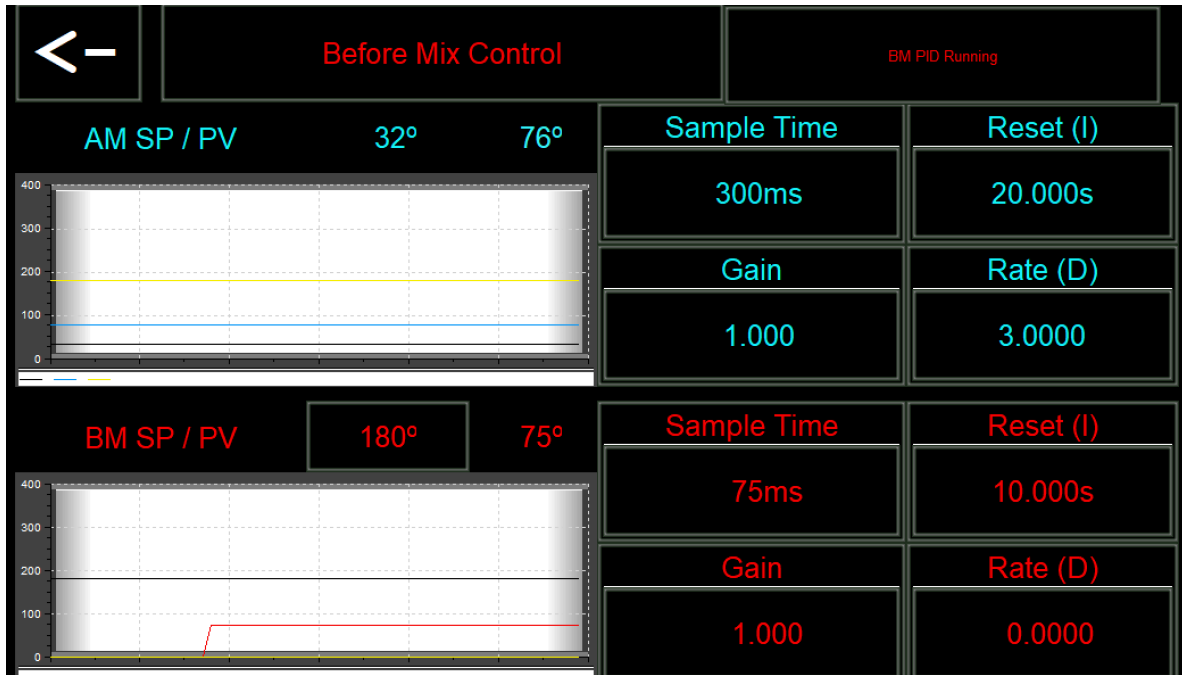 <-
Before Mix Control
BM PID Running
AM SP / PV 32º 76º
Sample Time
Reset (I)
300ms
20.000s
Gain
Rate (D)
1.000
3.0000
400
300
200
100
0
BM SP / PV 180º 75º
Sample Time
Reset (I)
75ms
10.000s
Gain
Rate (D)
1.000
0.0000
400
300
200
100
0